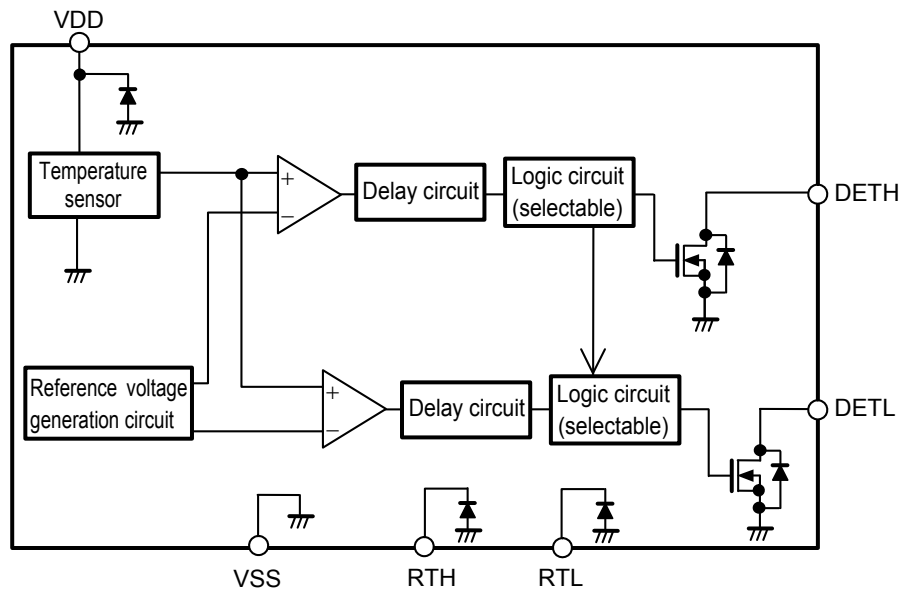 VDD
Temperature
sensor
+
−
Delay circuit
Logic circuit
(selectable)
DETH
Reference voltage
generation circuit
+
−
Delay circuit
Logic circuit
(selectable)
DETL
VSS
RTH
RTL